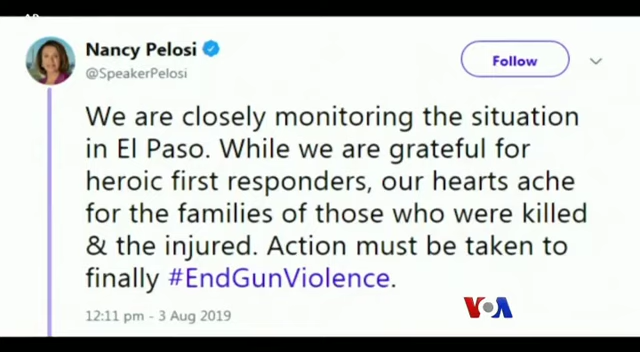 Nancy Pelosi
@SpeakerPelosi
Follow
We are closely monitoring the situation
in El Paso. While we are grateful for
heroic first responders, our hearts ache
for the families of those who were killed
& the injured. Action must be taken to
finally #EndGunViolence.
12:11 pm - 3 Aug 2019
VOA